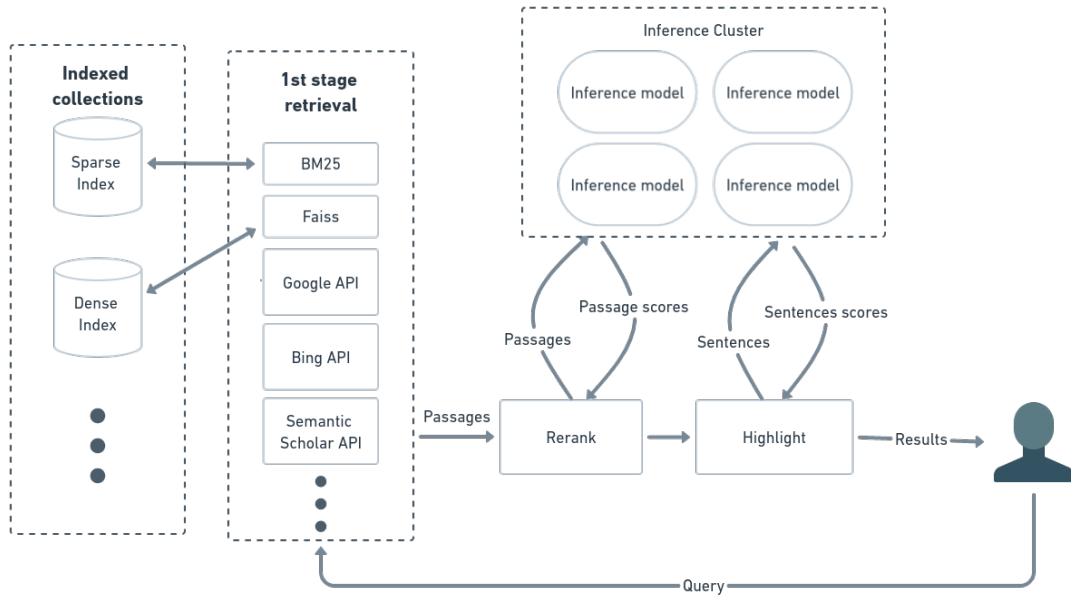 Indexed
collections
Sparse
Index
Dense
Index
1st stage
retrieval
BM25
Faiss
Google API
Bing API
Semantic
Scholar API
Inference Cluster
Inference model
Inference model
Inference model
Inference model
Passages
Passage scores
Sentences
Sentences scores
Passages
Rerank
Highlight
Results
Query